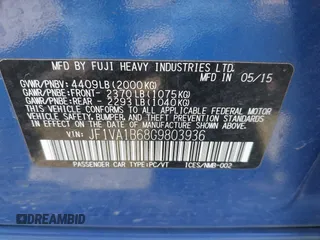 MFD. BY FUJI HEAVY INDUSTRIES LTD. 05/15
GVWR/PNBV: 4409LB(2000KG)
GAWR/PNBE:FRONT- 2370LB(1075KG)
GAWR/PNBE:REAR - 2293LB(1040KG)
THIS VEHICLE CONFORMS TO ALL APPLICABLE FEDERAL MOTOR
VEHICLE SAFETY, BUMPER, AND THEFT PREVENTION STANDARDS
IN EFFECT ON THE DATE OF MANUFACTURE SHOWN ABOVE.
VIN: JF1VA1B68G9803936
PASSENGER CAR TYPE:PC/VT ICES/NMB-002
© DREAMBID